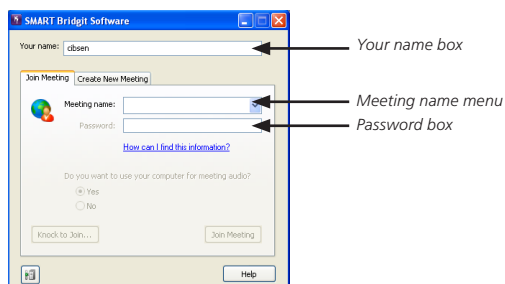 SMART Bridgit Software
Your name: cibsen
Your name box
Join Meeting Create New Meeting
Meeting name:
Meeting name menu
Password:
Password box
How can I find this information?
Do you want to use your computer for meeting audio?
Yes
No
Knock to Join... Join Meeting
Help